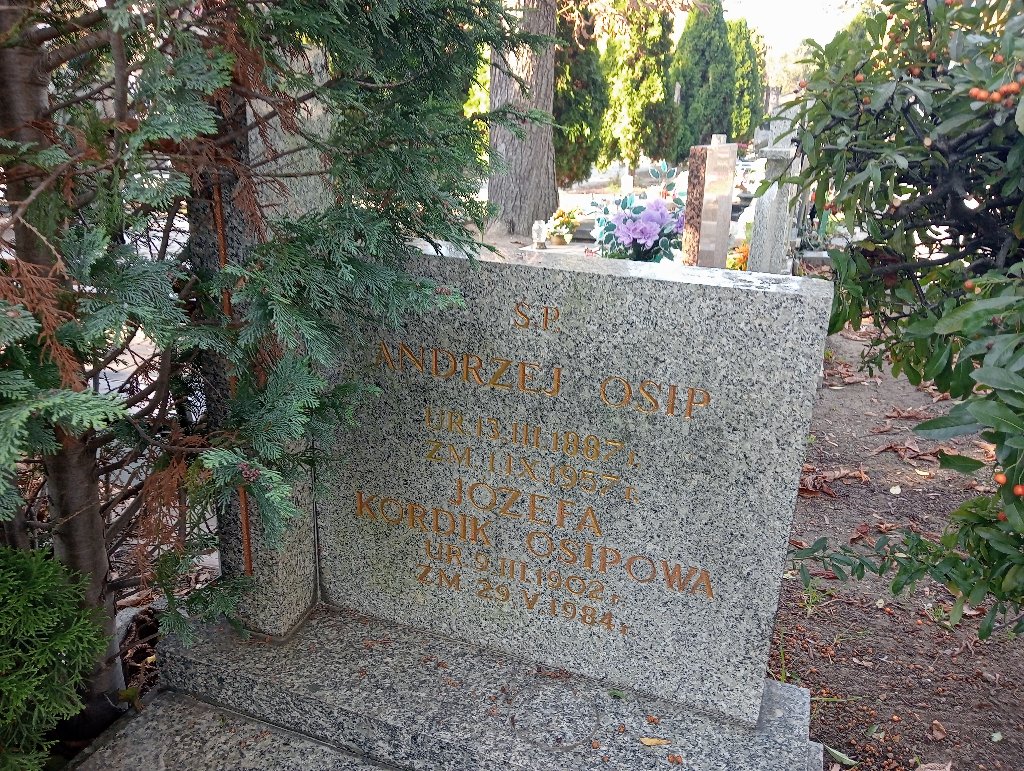 S.P.
ANDRZEJ OSIP
UR.13.III.1887.r.
ZM. 1.IX.1957.r.
JÓZEFA
KORDIK OSIPOWA
UR 9.III.1902.r.
ZM. 29 V.1984.r.